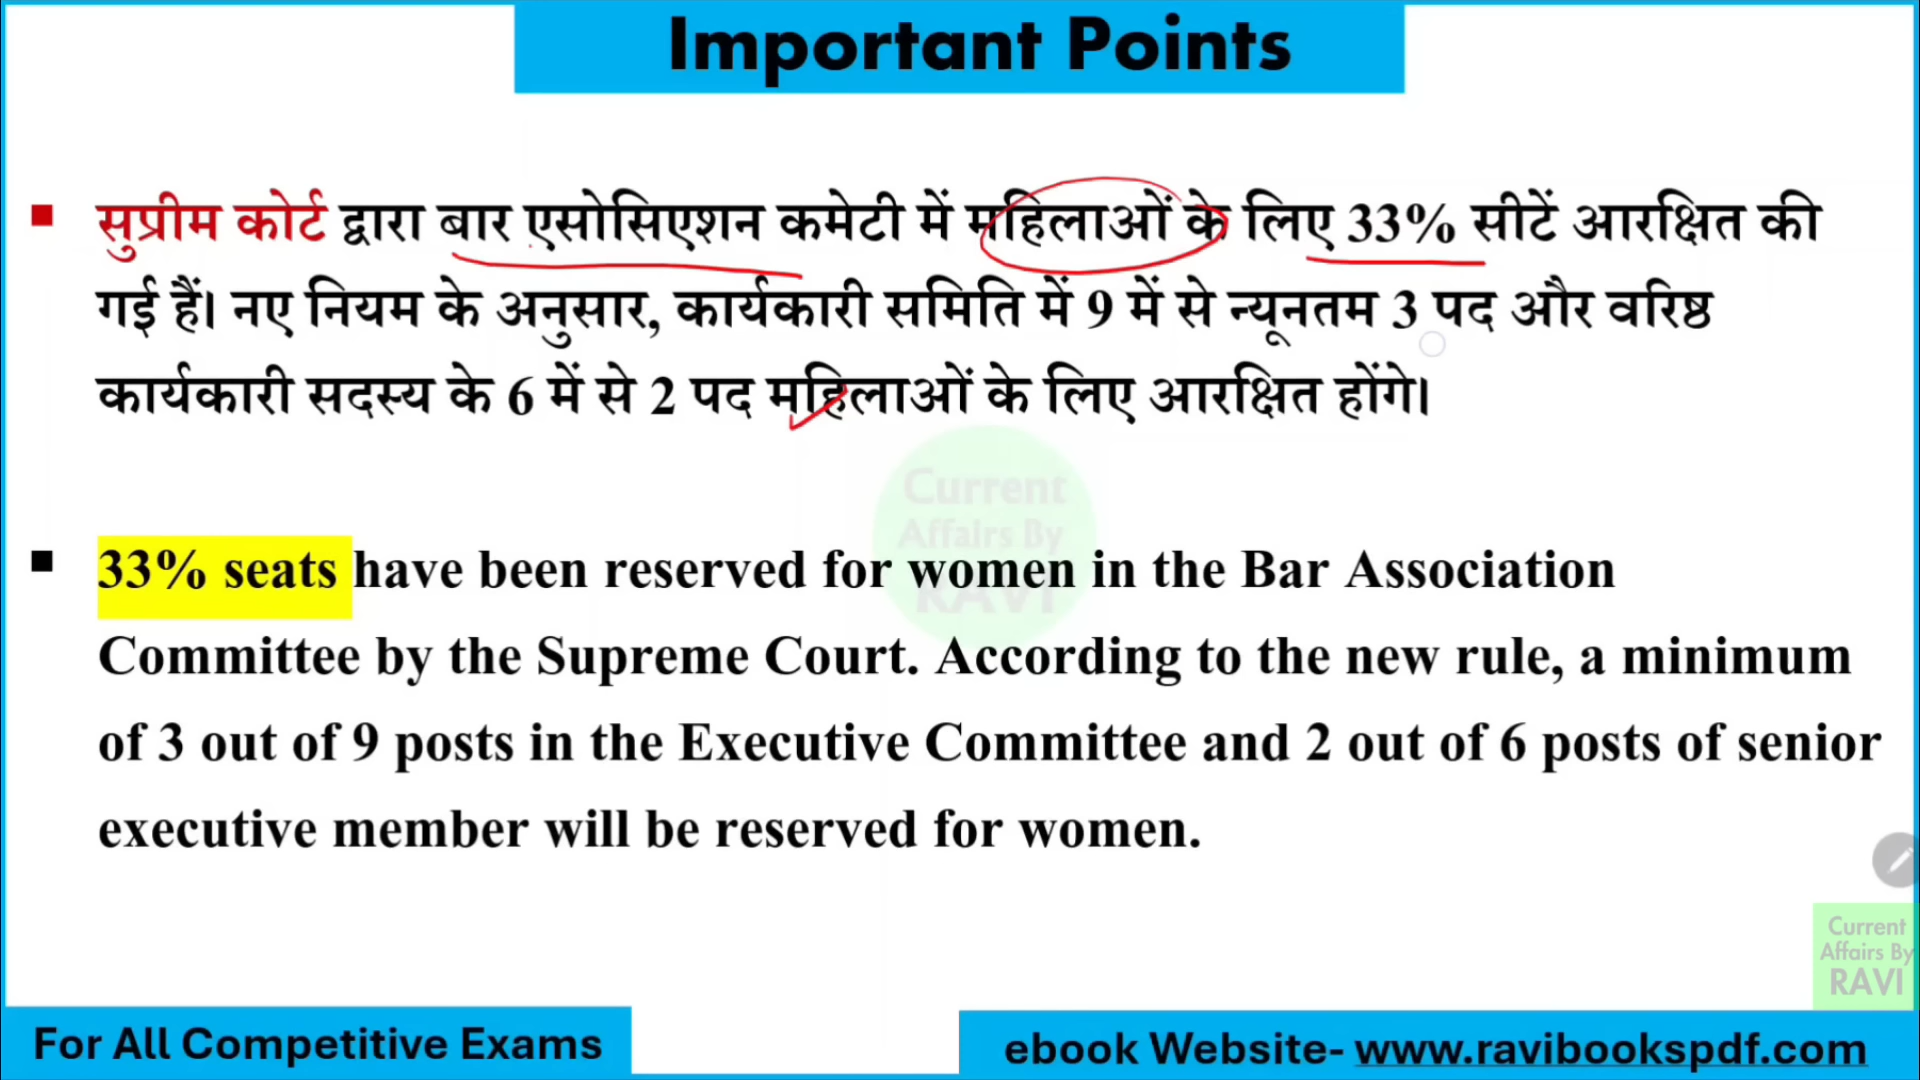 Important Points
सुप्रीम कोर्ट द्वारा बार एसोसिएशन कमेटी में महिलाओं के लिए 33% सीटें आरक्षित की
गई हैं। नए नियम के अनुसार, कार्यकारी समिति में 9 में से न्यूनतम 3 पद और वरिष्ठ
कार्यकारी सदस्य के 6 में से 2 पद महिलाओं के लिए आरक्षित होंगे।
Current
Affairs By
RAVI
33% seats have been reserved for women in the Bar Association
Committee by the Supreme Court. According to the new rule, a minimum
of 3 out of 9 posts in the Executive Committee and 2 out of 6 posts of senior
executive member will be reserved for women.
Current
Affairs By
RAVI
For All Competitive Exams
ebook Website- www.ravibookspdf.com